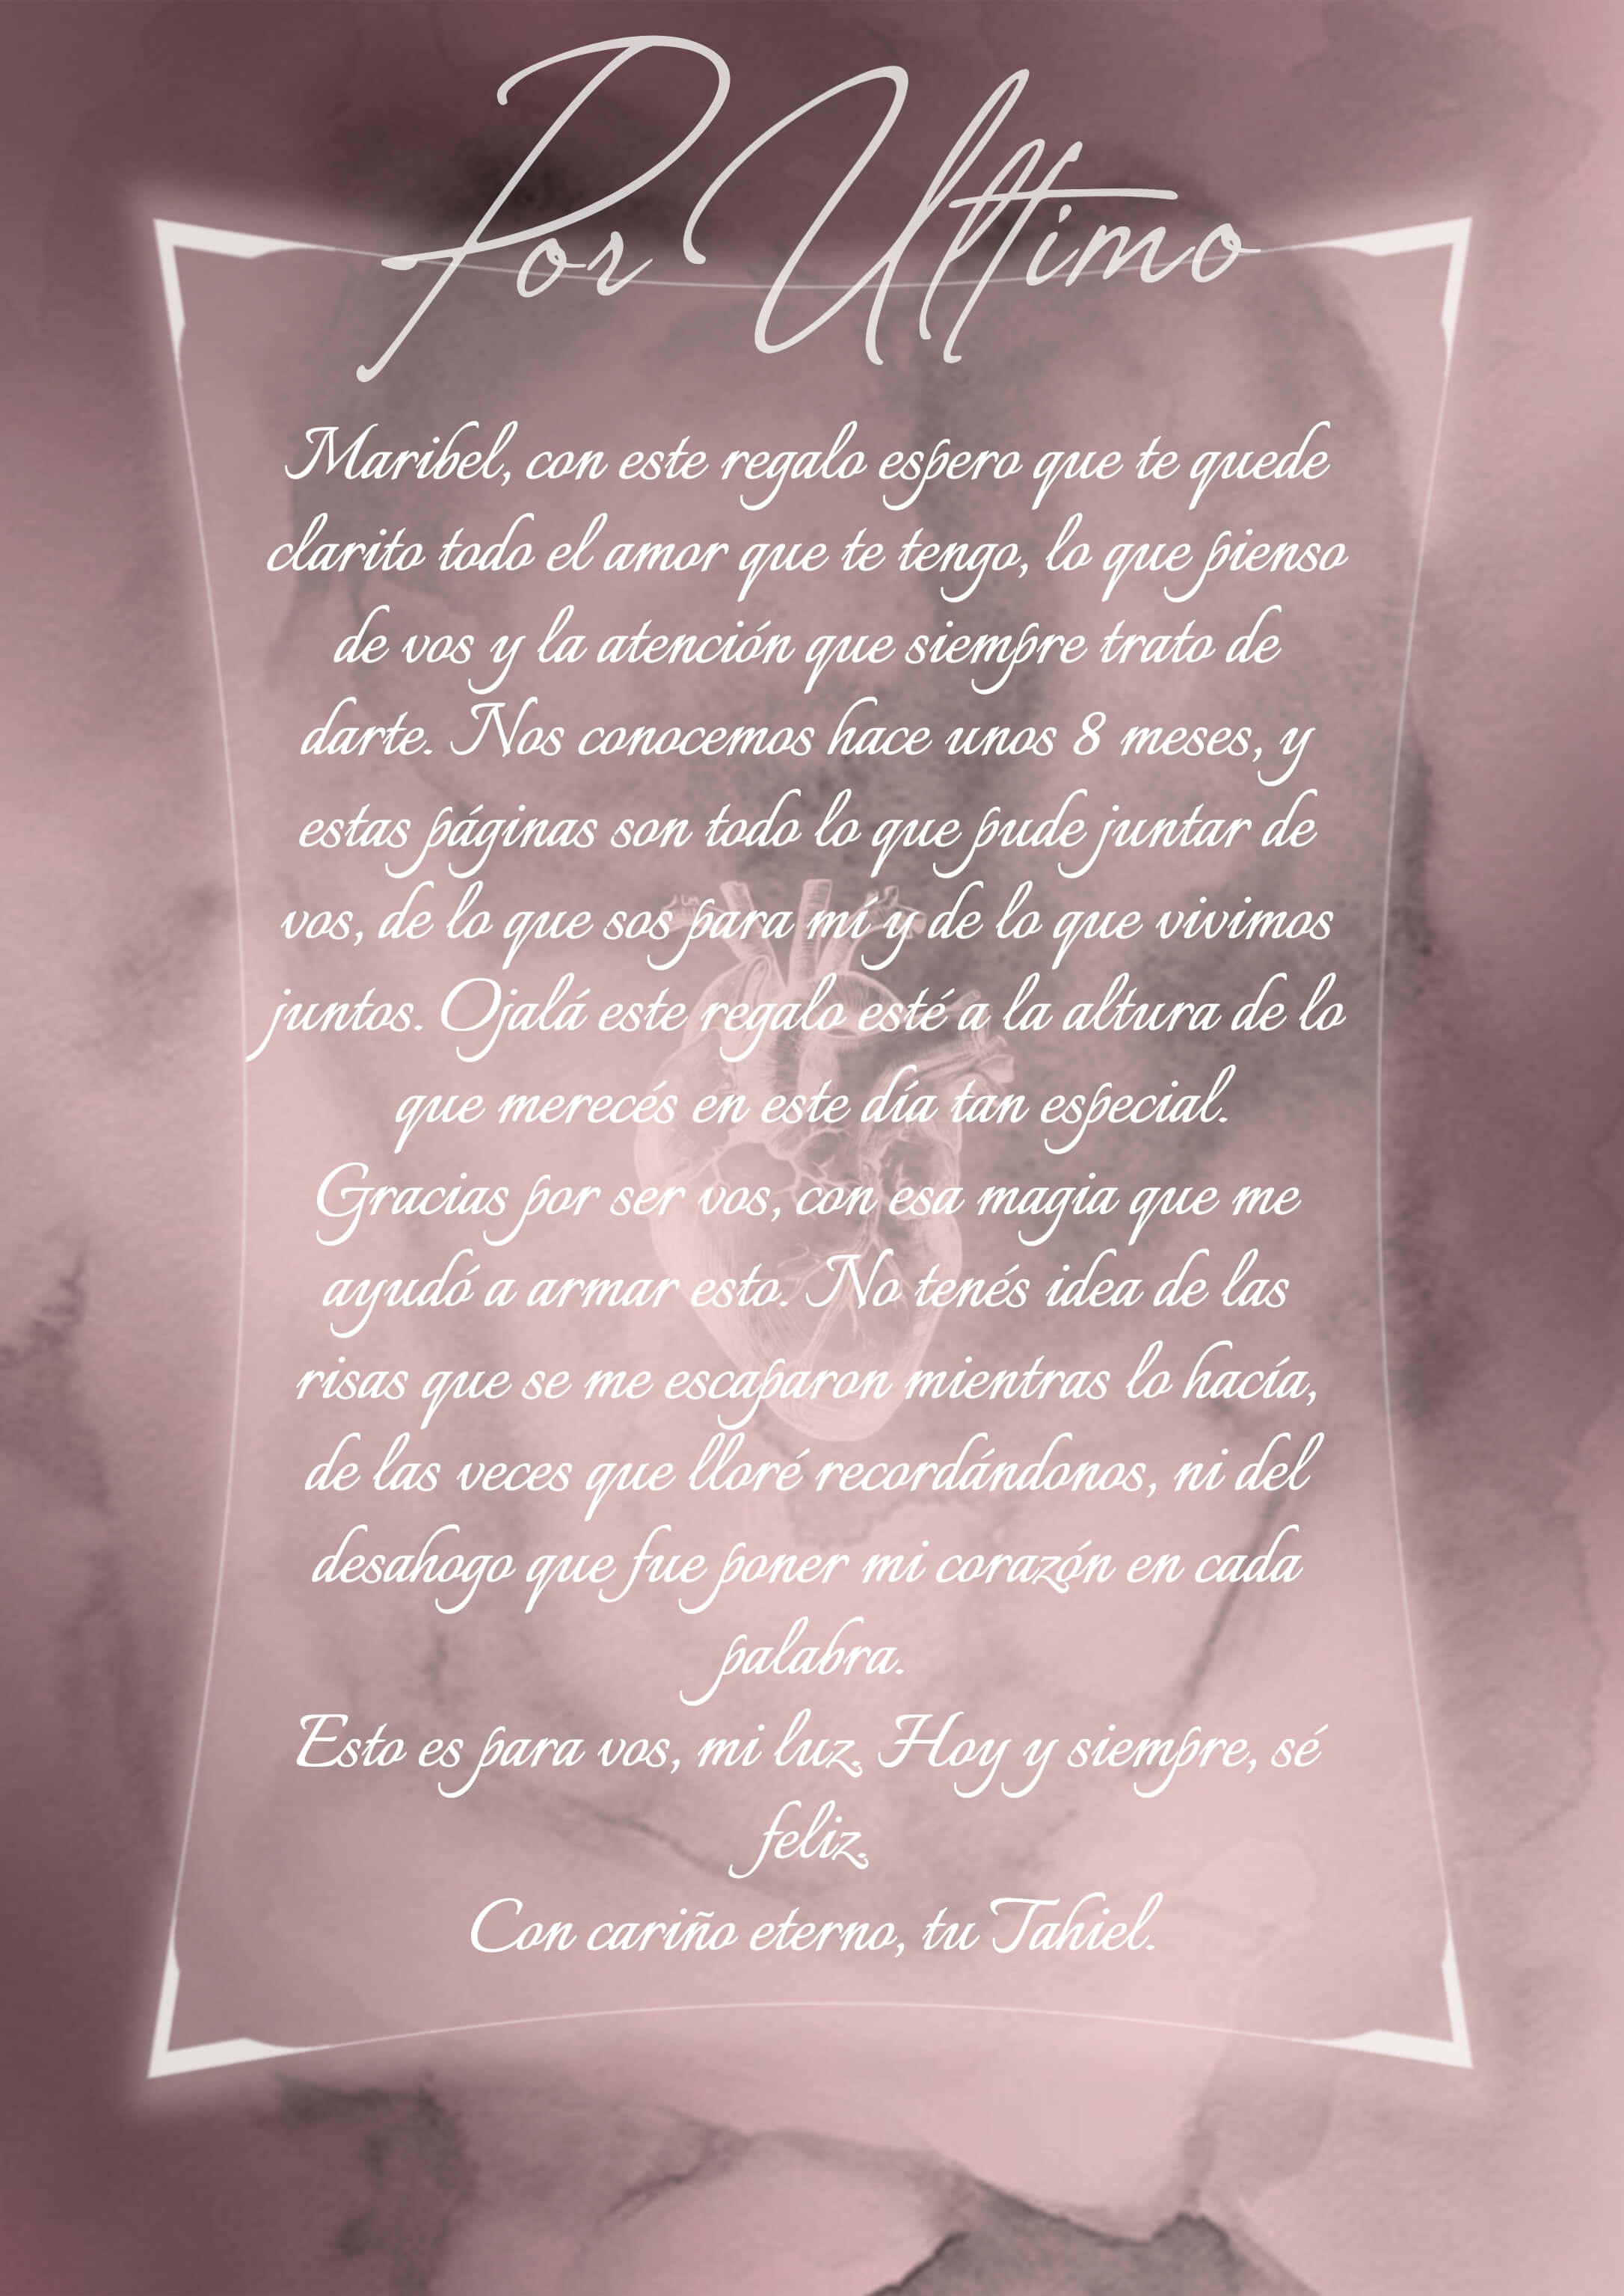 Por Ultimo
Maribel, con este regalo espero que te quede
clarito todo el amor que te tengo, lo que pienso
de vos y la atención que siempre trato de
darte. Nos conocemos hace unos 8 meses, y
estas páginas son todo lo que pude juntar de
vos, de lo que sos para mí y de lo que vivimos
juntos. Ojalá este regalo esté a la altura de lo
que merecés en este día tan especial.
Gracias por ser vos, con esa magia que me
ayudó a armar esto. No tenés idea de las
risas que se me escaparon mientras lo hacía,
de las veces que lloré recordándonos, ni del
desahogo que fue poner mi corazón en cada
palabra.
Esto es para vos, mi luz. Hoy y siempre, sé
feliz.
Con cariño eterno, tu Tahiel.